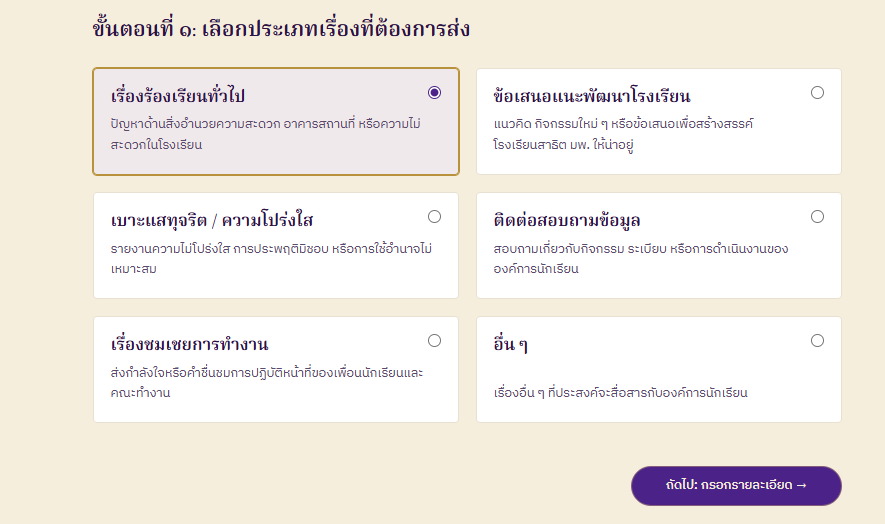 ขั้นตอนที่ ๑: เลือกประเภทเรื่องที่ต้องการส่ง
เรื่องร้องเรียนทั่วไป
ปัญหาด้านสิ่งอำนวยความสะดวก อาคารสถานที่ หรือความไม่
สะดวกในโรงเรียน
ข้อเสนอแนะพัฒนาโรงเรียน
แนวคิด กิจกรรมใหม่ ๆ หรือข้อเสนอเพื่อสร้างสรรค์
โรงเรียนสาธิต มพ. ให้น่าอยู่
เบาะแสทุจริต / ความโปร่งใส
รายงานความไม่โปร่งใส การประพฤติมิชอบ หรือการใช้อำนาจไม่
เหมาะสม
ติดต่อสอบถามข้อมูล
สอบถามเกี่ยวกับกิจกรรม ระเบียบ หรือการดำเนินงานของ
องค์การนักเรียน
เรื่องชมเชยการทำงาน
ส่งกำลังใจหรือคำชื่นชมการปฏิบัติหน้าที่ของเพื่อนนักเรียนและ
คณะทำงาน
อื่น ๆ
เรื่องอื่น ๆ ที่ประสงค์จะสื่อสารกับองค์การนักเรียน
ถัดไป: กรอกรายละเอียด →